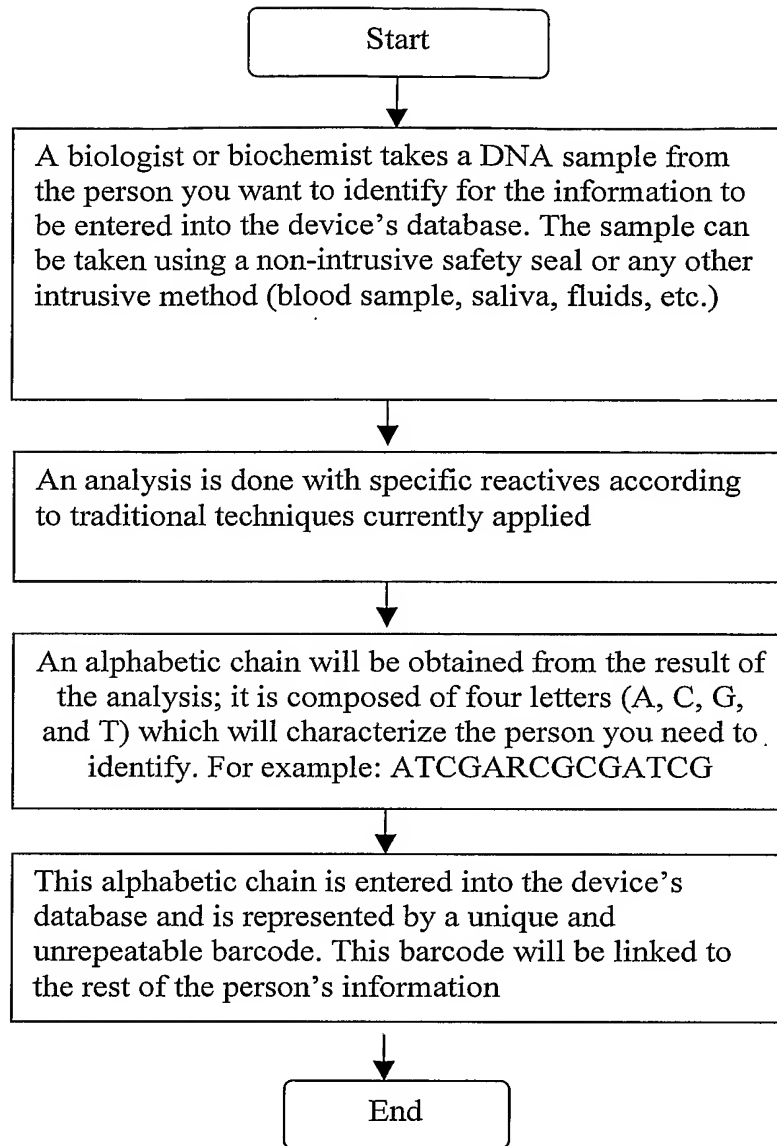 Start
A biologist or biochemist takes a DNA sample from
the person you want to identify for the information to
be entered into the device's database. The sample can
be taken using a non-intrusive safety seal or any other
intrusive method (blood sample, saliva, fluids, etc.)
An analysis is done with specific reactives according
to traditional techniques currently applied
An alphabetic chain will be obtained from the result of
the analysis; it is composed of four letters (A, C, G,
and T) which will characterize the person you need to
identify. For example: ATCGARCGCGATCG
This alphabetic chain is entered into the device's
database and is represented by a unique and
unrepeatable barcode. This barcode will be linked to
the rest of the person's information
End